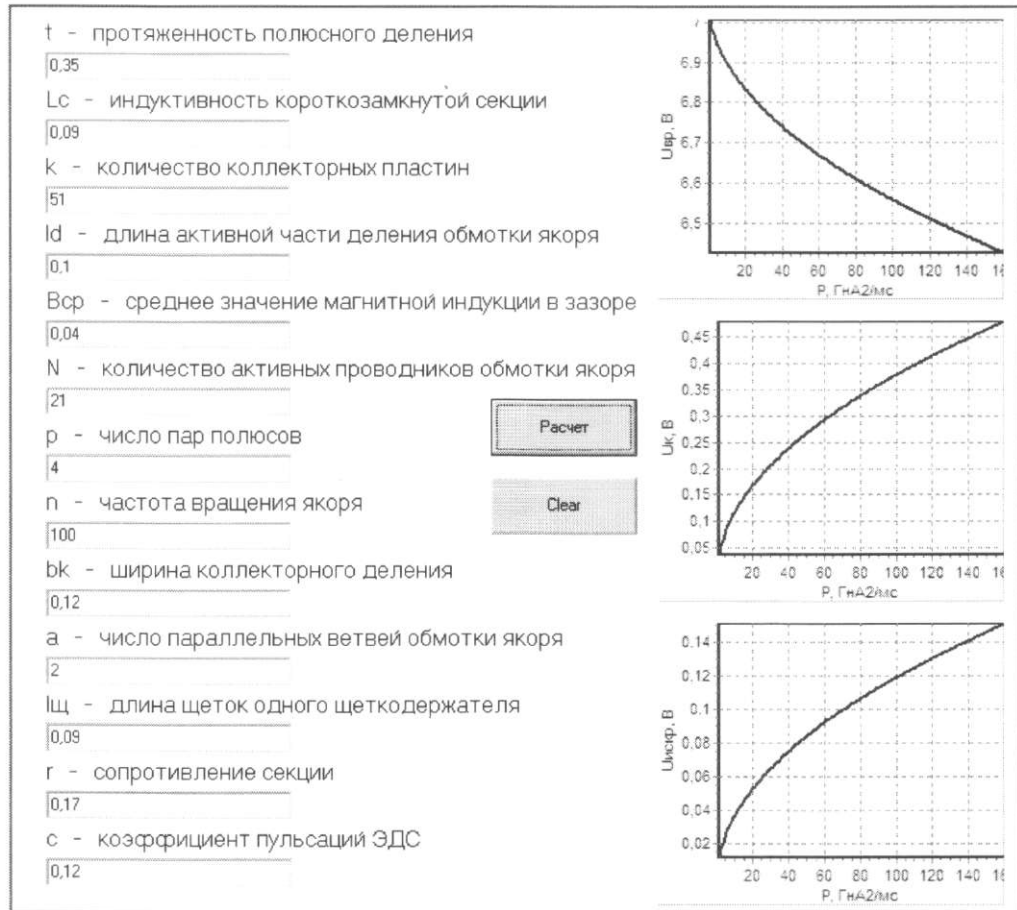 t - протяженность полюсного деления
0,35
Lc - индуктивность короткозамкнутой секции
0,09
k - количество коллекторных пластин
51
ld - длина активной части деления обмотки якоря
0,1
Вср - среднее значение магнитной индукции в зазоре
0,04
N - количество активных проводников обмотки якоря
21
р - число пар полюсов
4
n - частота вращения якоря
100
bk - ширина коллекторного деления
0,12
а - число параллельных ветвей обмотки якоря
2
lщ - длина щеток одного щеткодержателя
0,09
r - сопротивление секции
0,17
с - коэффициент пульсаций ЭДС
0,12
Расчет
Clear
Uвр, В
7
6,9
6,8
6,7
6,6
6,5
20 40 60 80 100 120 140 16
Р, ГнА2/мс
Uк, В
0,45
0,4
0,35
0,3
0,25
0,2
0,15
0,1
0,05
20 40 60 80 100 120 140 16
Р, ГнА2/мс
Uискр, В
0,14
0,12
0,1
0,08
0,06
0,04
0,02
20 40 60 80 100 120 140 16
Р, ГнА2/мс